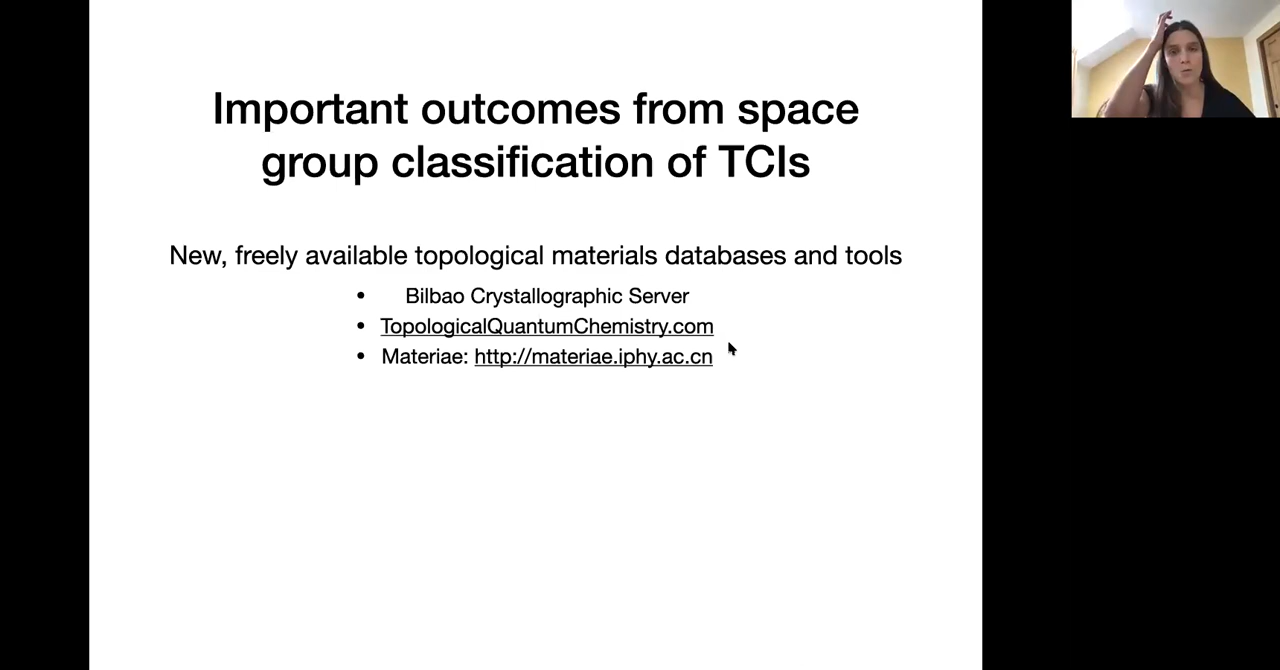 Important outcomes from space
group classification of TCIs
New, freely available topological materials databases and tools
• Bilbao Crystallographic Server
• TopologicalQuantumChemistry.com
• Materiae: http://materiae.iphy.ac.cn